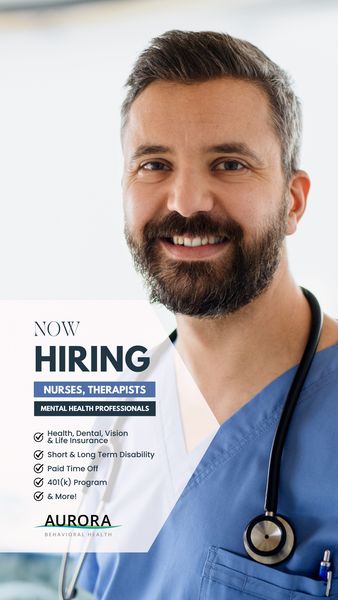 NOW
HIRING
NURSES, THERAPISTS
MENTAL HEALTH PROFESSIONALS
Health, Dental, Vision
& Life Insurance
Short & Long Term Disability
Paid Time Off
401(k) Program
& More!
AURORA
BEHAVIORAL HEALTH